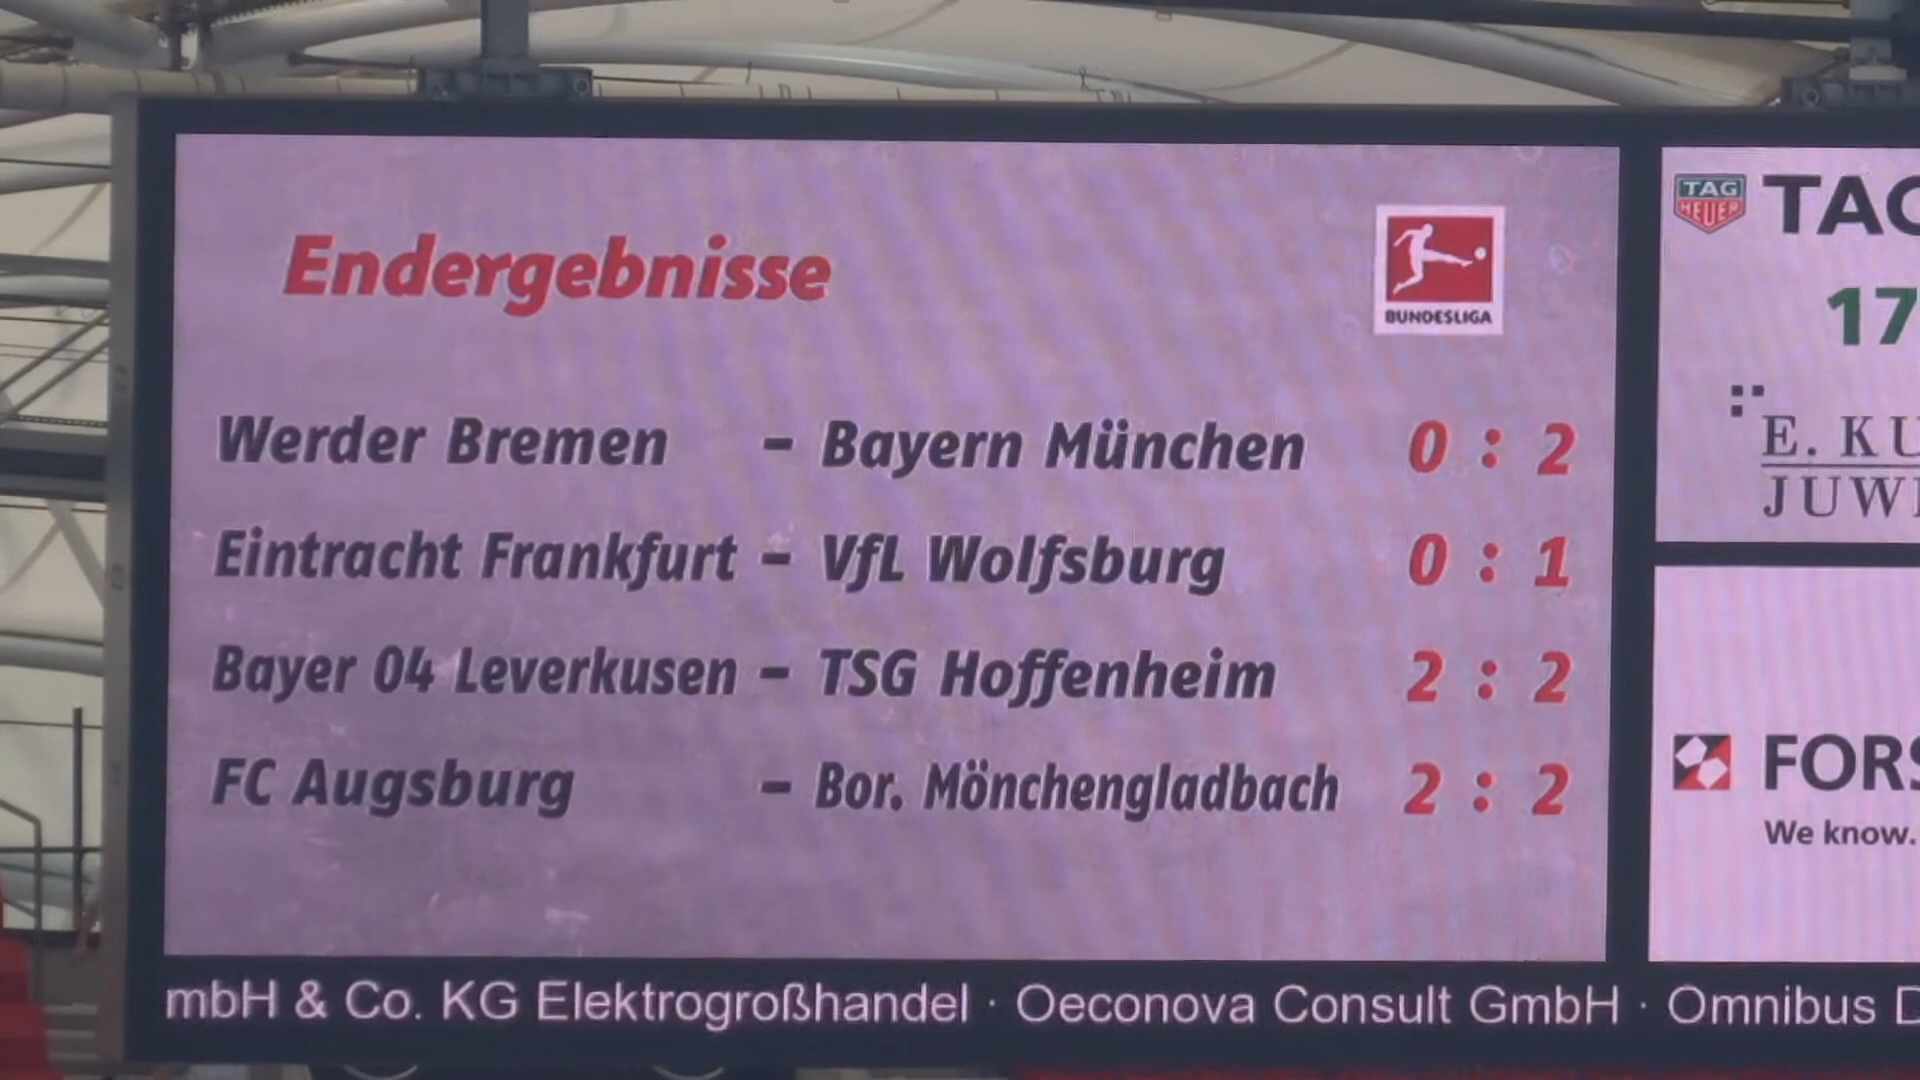 Endergebnisse
BUNDESLIGA
Werder Bremen - Bayern München 0 : 2
Eintracht Frankfurt - VfL Wolfsburg 0 : 1
Bayer 04 Leverkusen - TSG Hoffenheim 2 : 2
FC Augsburg - Bor. Mönchengladbach 2 : 2
TAG
HEUER
17
E.
We know.
mbH & Co. KG Elektrogroßhandel · Oeconova Consult GmbH · Omnibus